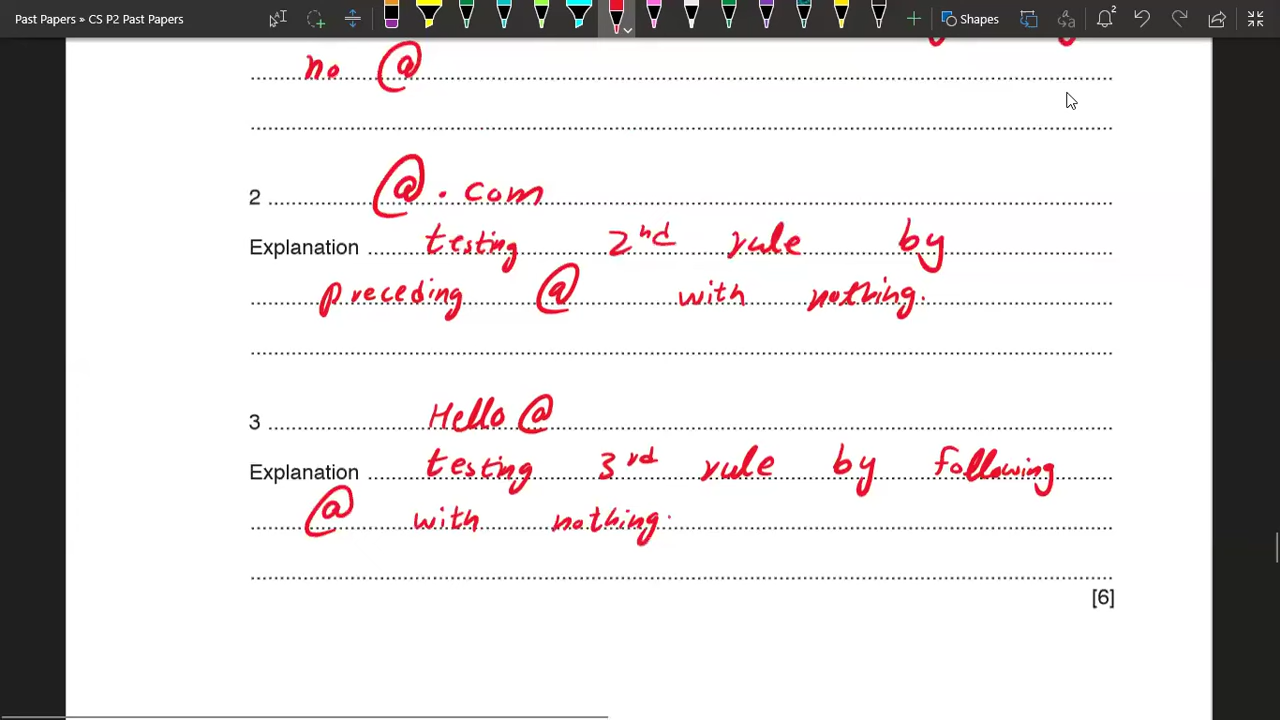 Past Papers » CS P2 Past Papers
Shapes
2
no @
2 @.com
Explanation testing 2nd rule by
preceding @ with nothing.
3 Hello @
Explanation testing 3rd rule by following
@ with nothing.
[6]